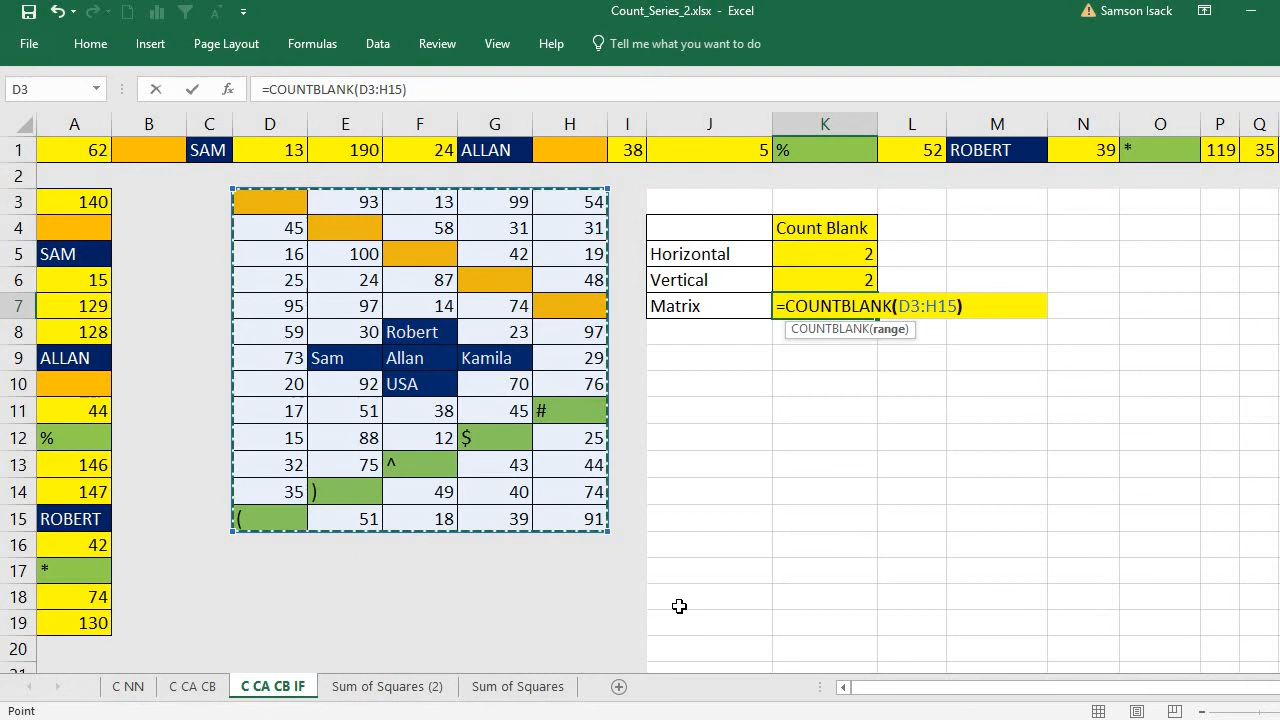 Count_Series_2.xlsx - Excel
Samson Isack
File Home Insert Page Layout Formulas Data Review View Help Tell me what you want to do
D3 fx =COUNTBLANK(D3:H15)
A B C D E F G H I J K L M N O P Q
1 62 SAM 13 190 24 ALLAN 38 5 % 52 ROBERT 39 * 119 35
2
3 140 93 13 99 54
4 45 58 31 31 Count Blank
5 SAM 16 100 42 19 Horizontal 2
6 15 25 24 87 48 Vertical 2
7 129 95 97 14 74 Matrix =COUNTBLANK(D3:H15)
COUNTBLANK(range)
8 128 59 30 Robert 23 97
9 ALLAN 73 Sam Allan Kamila 29
10 20 92 USA 70 76
11 44 17 51 38 45 #
12 % 15 88 12 $ 25
13 146 32 75 ^ 43 44
14 147 35 ) 49 40 74
15 ROBERT ( 51 18 39 91
16 42
17 *
18 74
19 130
20
C NN C CA CB C CA CB IF Sum of Squares (2) Sum of Squares
Point